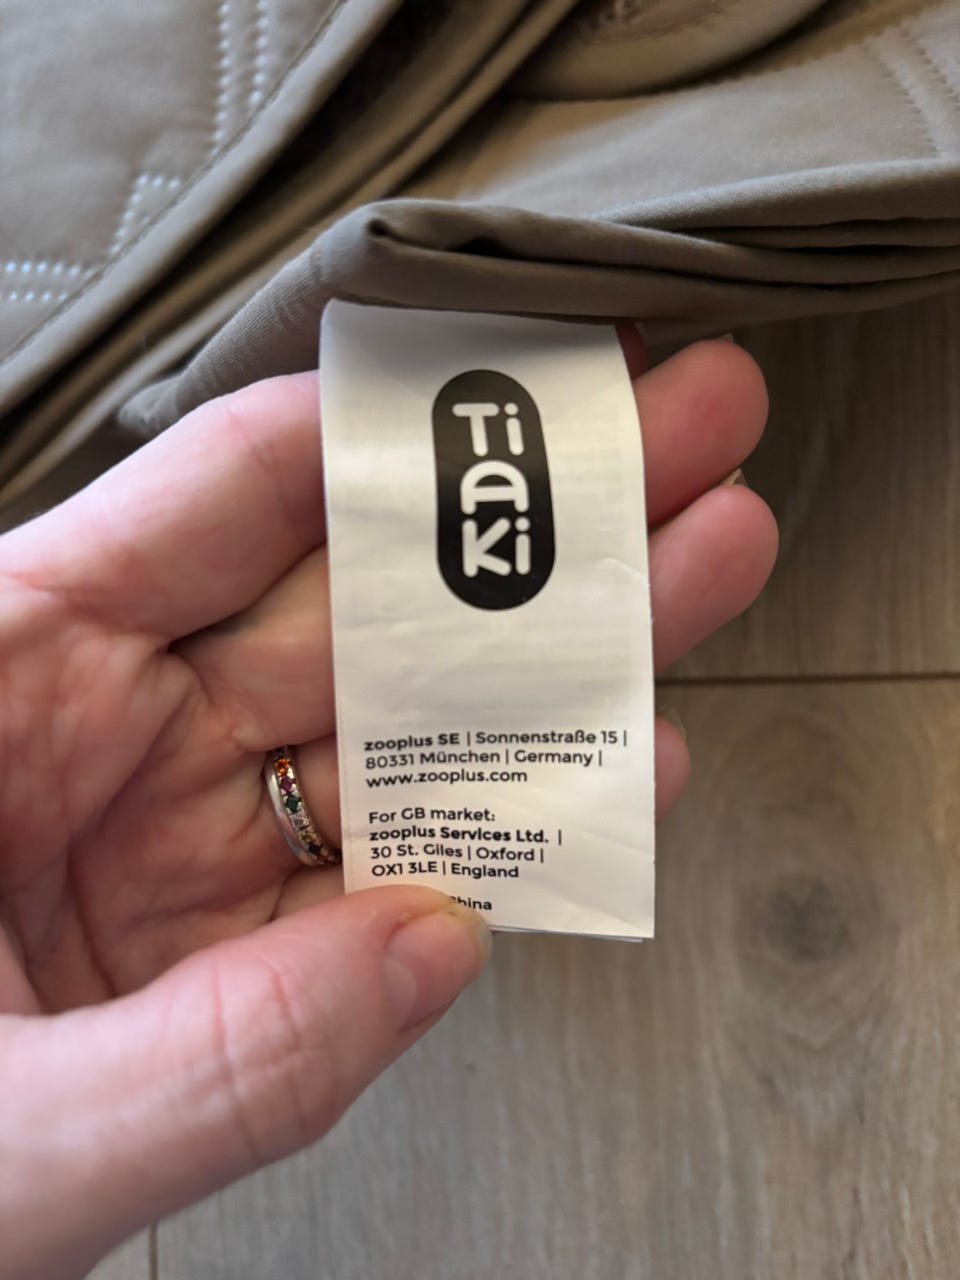 Ti
AKi
zooplus SE | Sonnenstraße 15 |
80331 München | Germany |
www.zooplus.com
For GB market:
zooplus Services Ltd. |
30 St. Giles | Oxford |
OX1 3LE | England